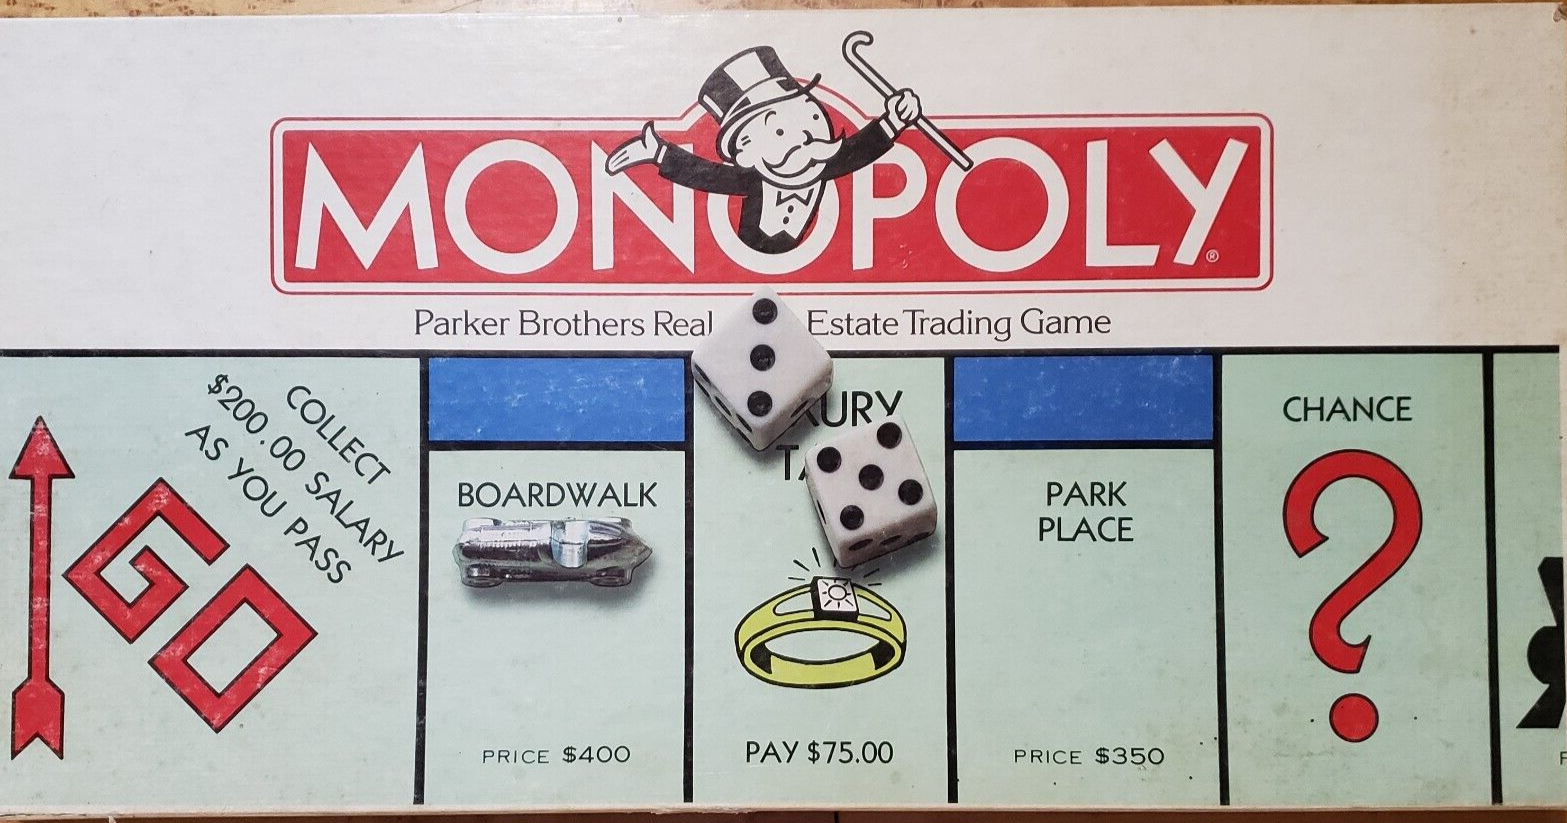 MONOPOLY®
Parker Brothers Real Estate Trading Game
COLLECT
$200.00 SALARY
AS YOU PASS
GO
BOARDWALK
PRICE $400
PAY $75.00
PARK
PLACE
PRICE $350
CHANCE